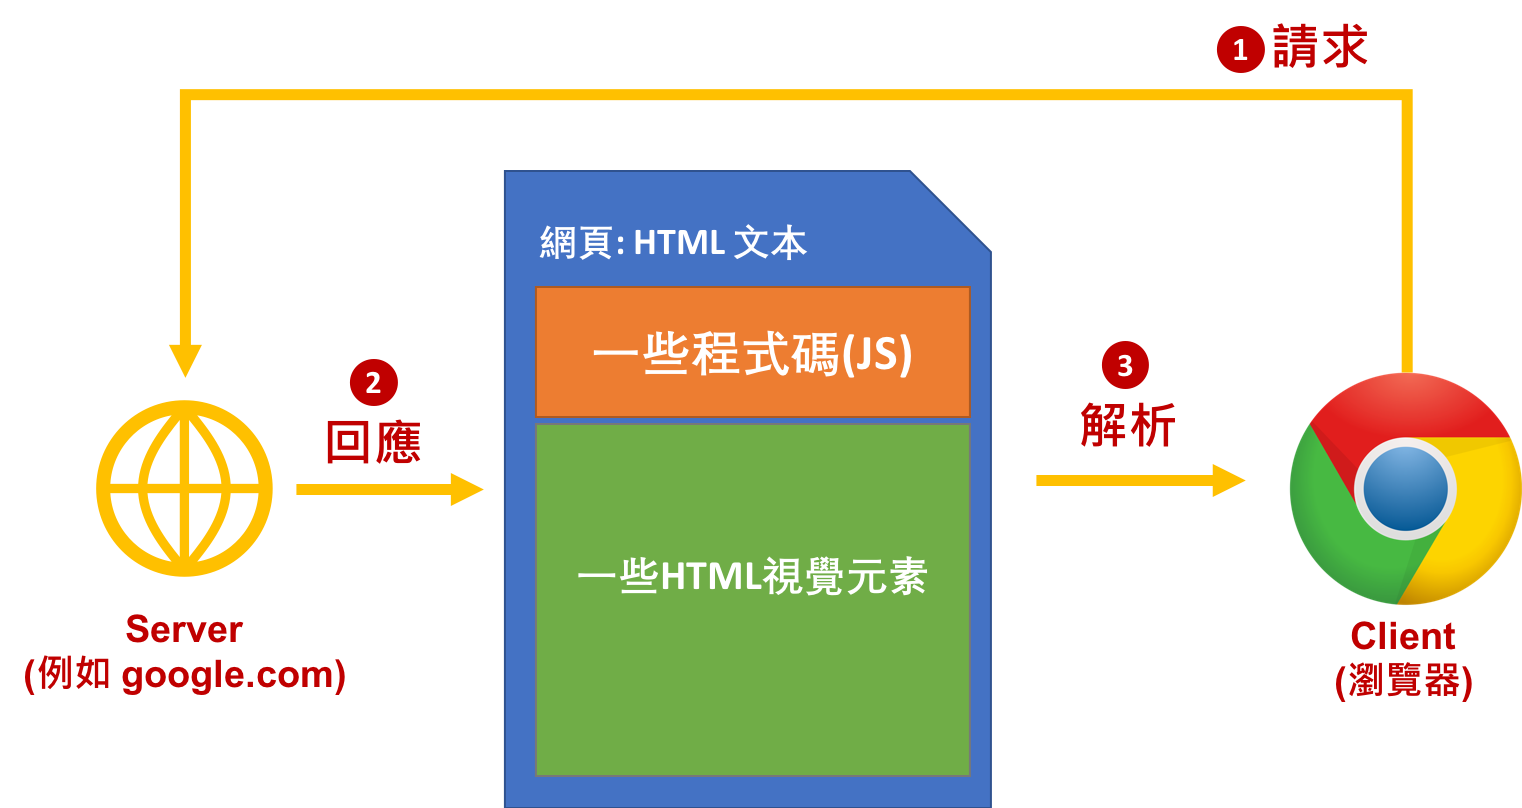 1 請求
網頁: HTML 文本
一些程式碼(JS)
2
回應
3
解析
一些HTML視覺元素
Server
(例如 google.com)
Client
(瀏覽器)